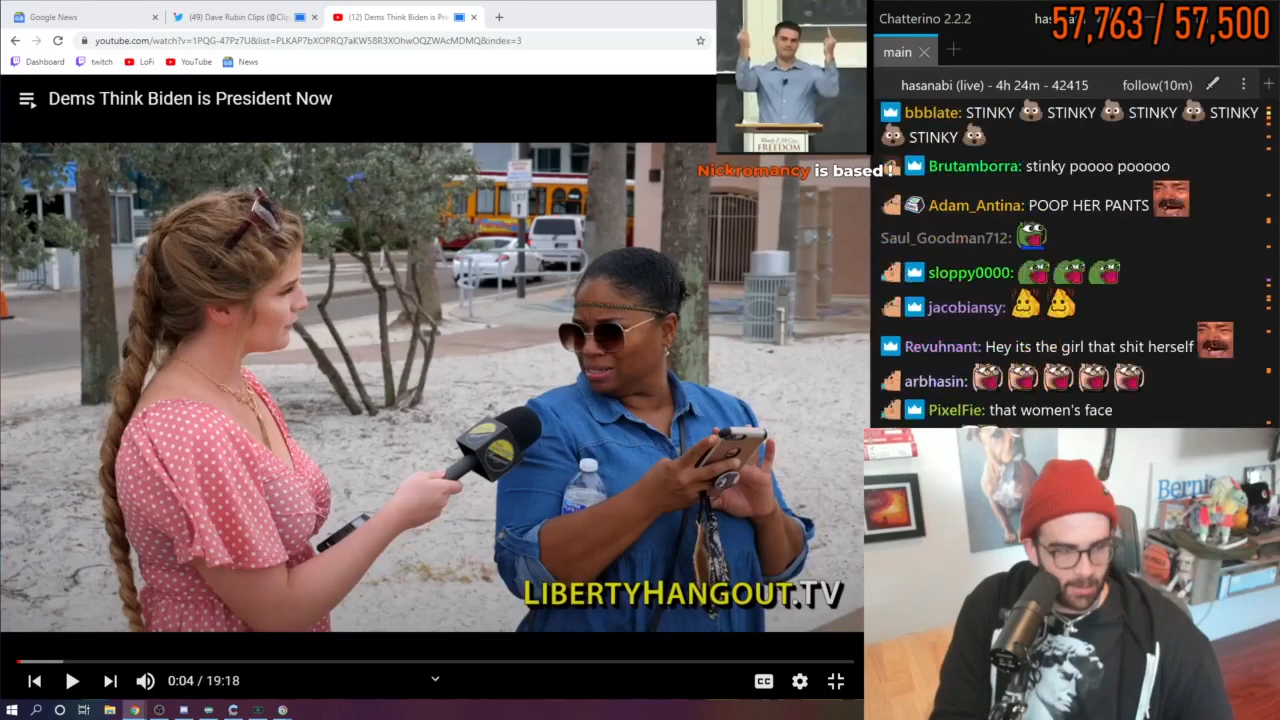 Google News
(49) Dave Rubin Clips (@Clip
(12) Dems Think Biden is Pre
youtube.com/watch?v=1PQG-47Pz7U&list=PLKAP7bXOPRQ7aKW58R3XOhwOQZWAcMDMQ&index=3
Dashboard
twitch
LoFi
YouTube
News
Dems Think Biden is President Now
EXIT
LIBERTYHANGOUT.TV
0:04 / 19:18
CC
FREEDOM
Nickromancy is based!
Chatterino 2.2.2
57,763 / 57,500
main
hasanabi (live) - 4h 24m - 42415
follow(10m)
bbblate: STINKY STINKY STINKY STINKY
STINKY
Brutamborra: stinky poooo pooooo
Adam_Antina: POOP HER PANTS
Saul_Goodman712:
sloppy0000:
jacobiansy:
Revuhnant: Hey its the girl that shit herself
arbhasin:
PixelFie: that women's face
Bernie